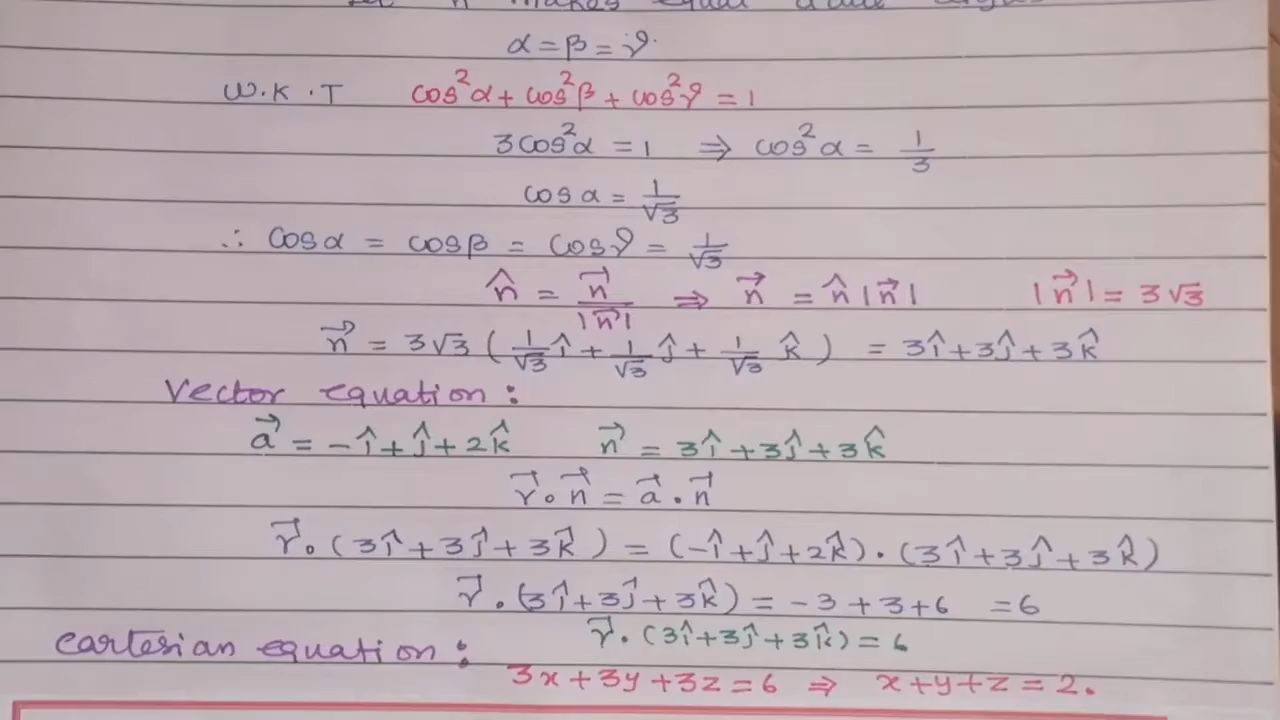 α = β = γ.
W.K.T cos²α + cos²β + cos²γ = 1
3cos²α = 1 ⇒ cos²α = 1/3
cos α = 1/√3
∴ cosα = cosβ = cosγ = 1/√3
n̂ = n⃗/|n⃗| ⇒ n⃗ = n̂ |n⃗| |n⃗| = 3√3
n⃗ = 3√3 ( 1/√3 î + 1/√3 ĵ + 1/√3 k̂ ) = 3î + 3ĵ + 3k̂
Vector equation :
a⃗ = -î + ĵ + 2k̂ n⃗ = 3î + 3ĵ + 3k̂
r⃗ . n⃗ = a⃗ . n⃗
r⃗ . (3î + 3ĵ + 3k̂ ) = (-î + ĵ + 2k̂) . (3î + 3ĵ + 3k̂ )
r⃗ . (3î + 3ĵ + 3k̂ ) = -3 + 3 + 6 = 6
r⃗ . (3î + 3ĵ + 3k̂) = 6
cartesian equation :
3x + 3y + 3z = 6 ⇒ x + y + z = 2.